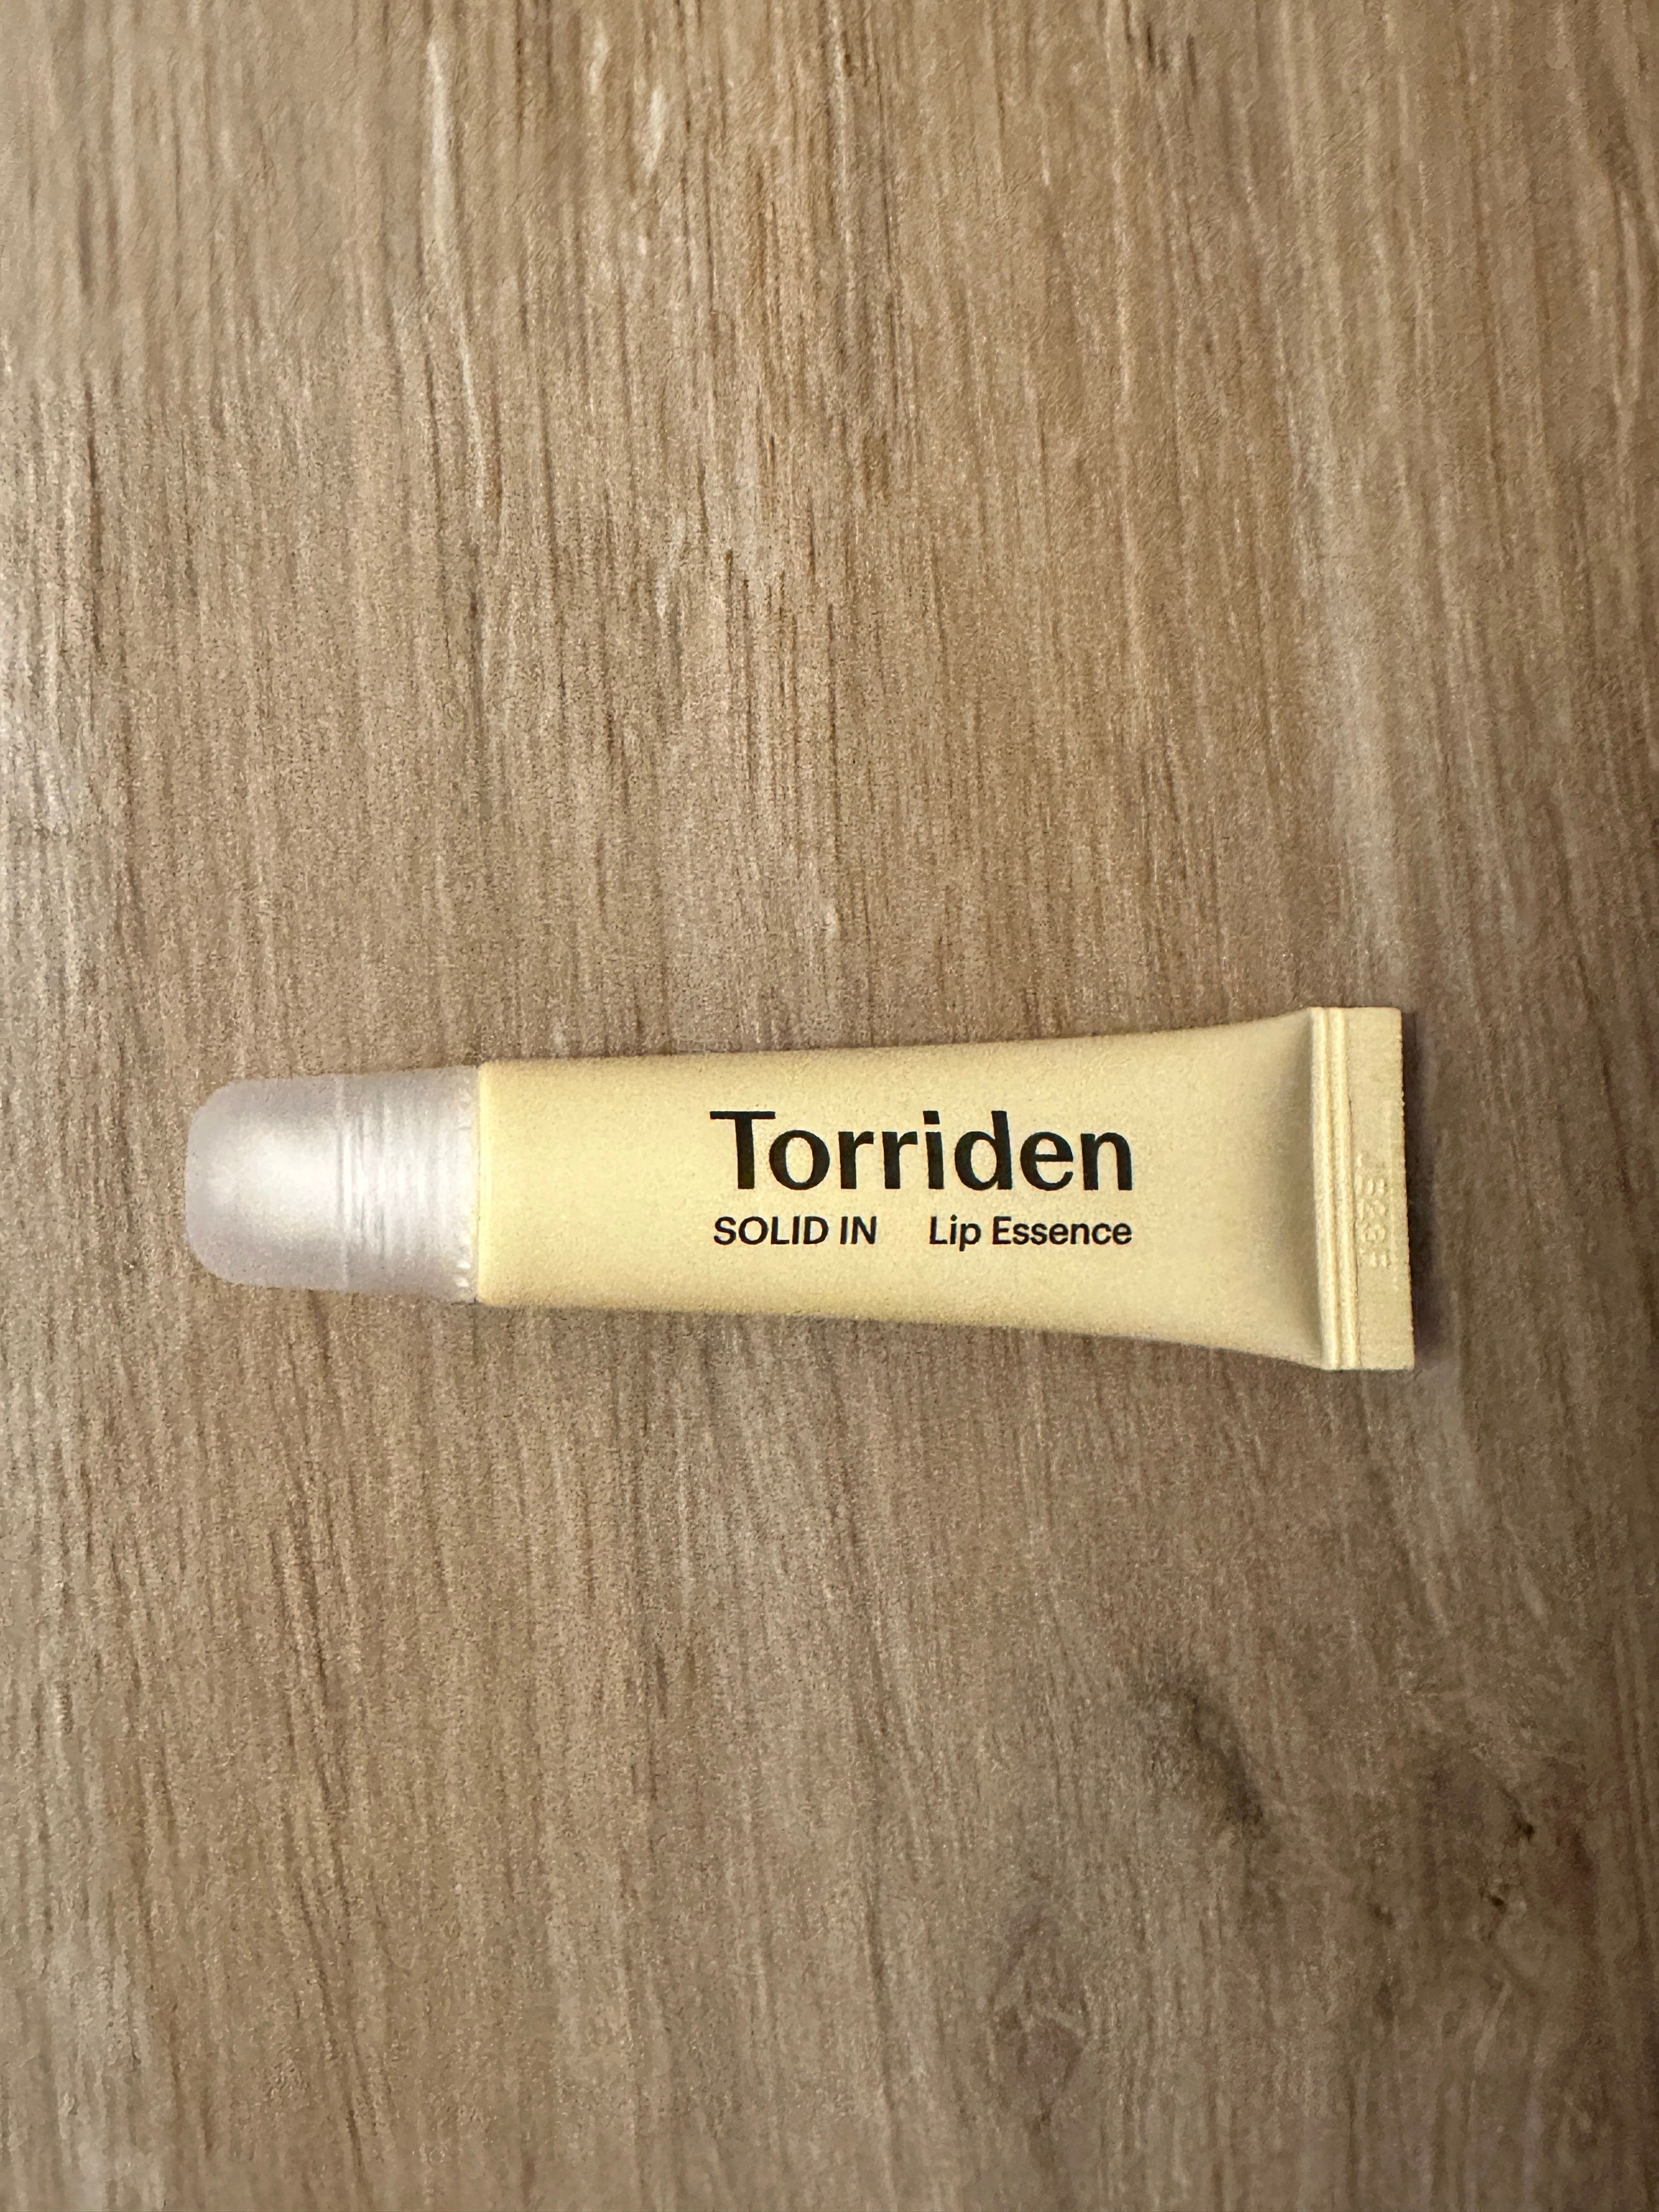 Torriden
SOLID IN Lip Essence